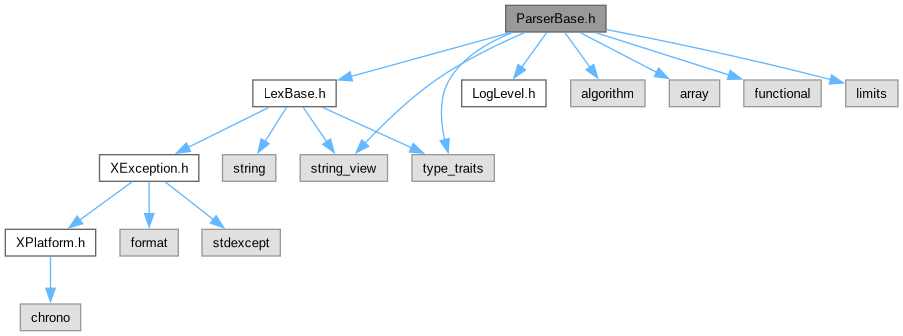 ParserBase.h
LexBase.h
LogLevel.h
algorithm
array
functional
limits
XException.h
string
string_view
type_traits
XPlatform.h
format
stdexcept
chrono